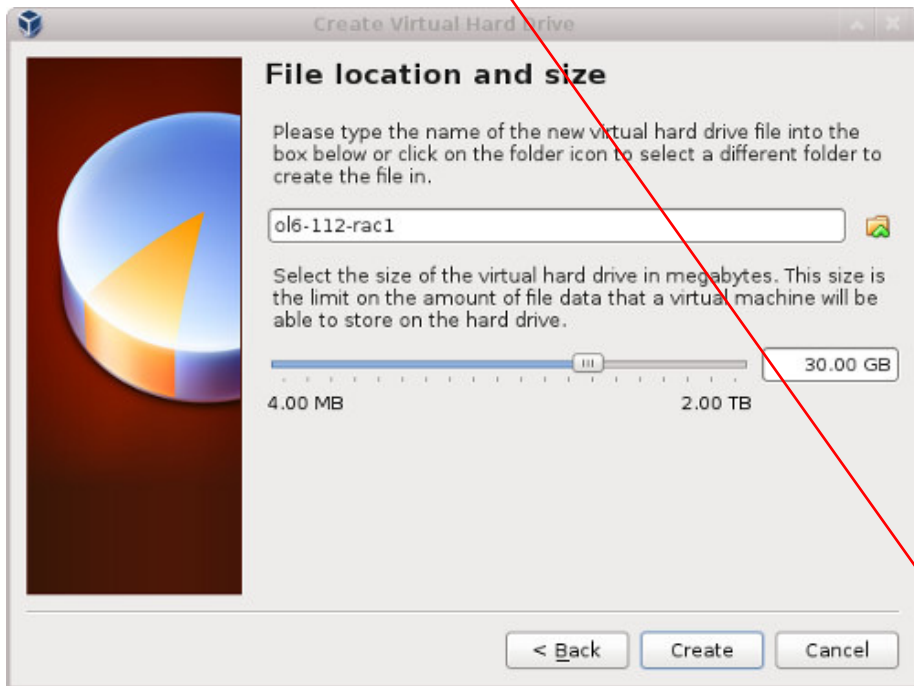 Create Virtual Hard Drive
File location and size
Please type the name of the new virtual hard drive file into the
box below or click on the folder icon to select a different folder to
create the file in.
ol6-112-rac1
Select the size of the virtual hard drive in megabytes. This size is
the limit on the amount of file data that a virtual machine will be
able to store on the hard drive.
30.00 GB
4.00 MB 2.00 TB
< Back Create Cancel